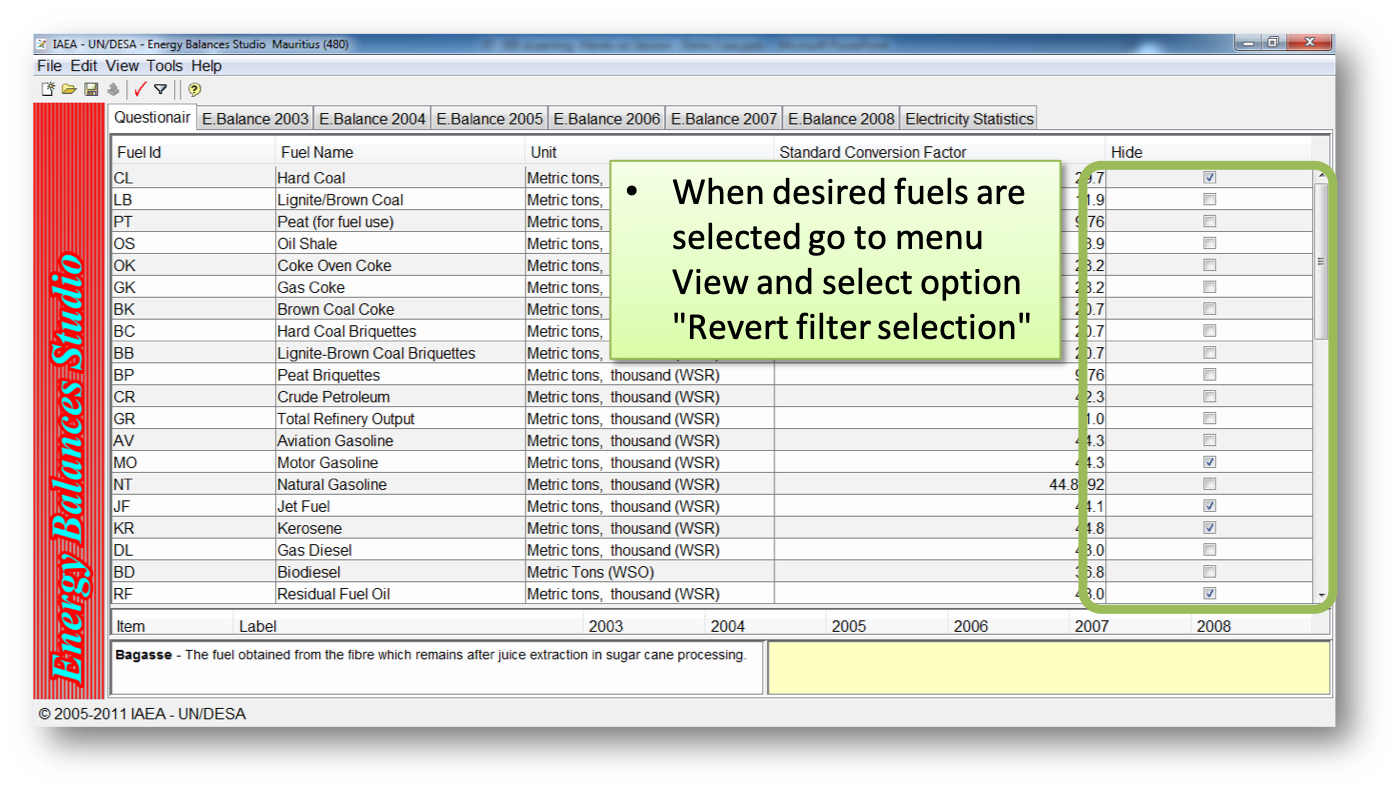 IAEA - UN/DESA - Energy Balances Studio Mauritius (480)
File Edit View Tools Help
Questionair E.Balance 2003 E.Balance 2004 E.Balance 2005 E.Balance 2006 E.Balance 2007 E.Balance 2008 Electricity Statistics
Fuel Id Fuel Name Unit Standard Conversion Factor Hide
CL Hard Coal Metric tons,
LB Lignite/Brown Coal Metric tons,
PT Peat (for fuel use) Metric tons,
OS Oil Shale Metric tons,
OK Coke Oven Coke Metric tons,
GK Gas Coke Metric tons,
BK Brown Coal Coke Metric tons,
BC Hard Coal Briquettes Metric tons,
BB Lignite-Brown Coal Briquettes Metric tons,
BP Peat Briquettes Metric tons, thousand (WSR)
CR Crude Petroleum Metric tons, thousand (WSR)
GR Total Refinery Output Metric tons, thousand (WSR)
AV Aviation Gasoline Metric tons, thousand (WSR)
MO Motor Gasoline Metric tons, thousand (WSR)
NT Natural Gasoline Metric tons, thousand (WSR)
JF Jet Fuel Metric tons, thousand (WSR)
KR Kerosene Metric tons, thousand (WSR)
DL Gas Diesel Metric tons, thousand (WSR)
BD Biodiesel Metric Tons (WSO)
RF Residual Fuel Oil Metric tons, thousand (WSR)
• When desired fuels are
selected go to menu
View and select option
"Revert filter selection"
Item Label 2003 2004 2005 2006 2007 2008
Bagasse - The fuel obtained from the fibre which remains after juice extraction in sugar cane processing.
Energy Balances Studio
© 2005-2011 IAEA - UN/DESA